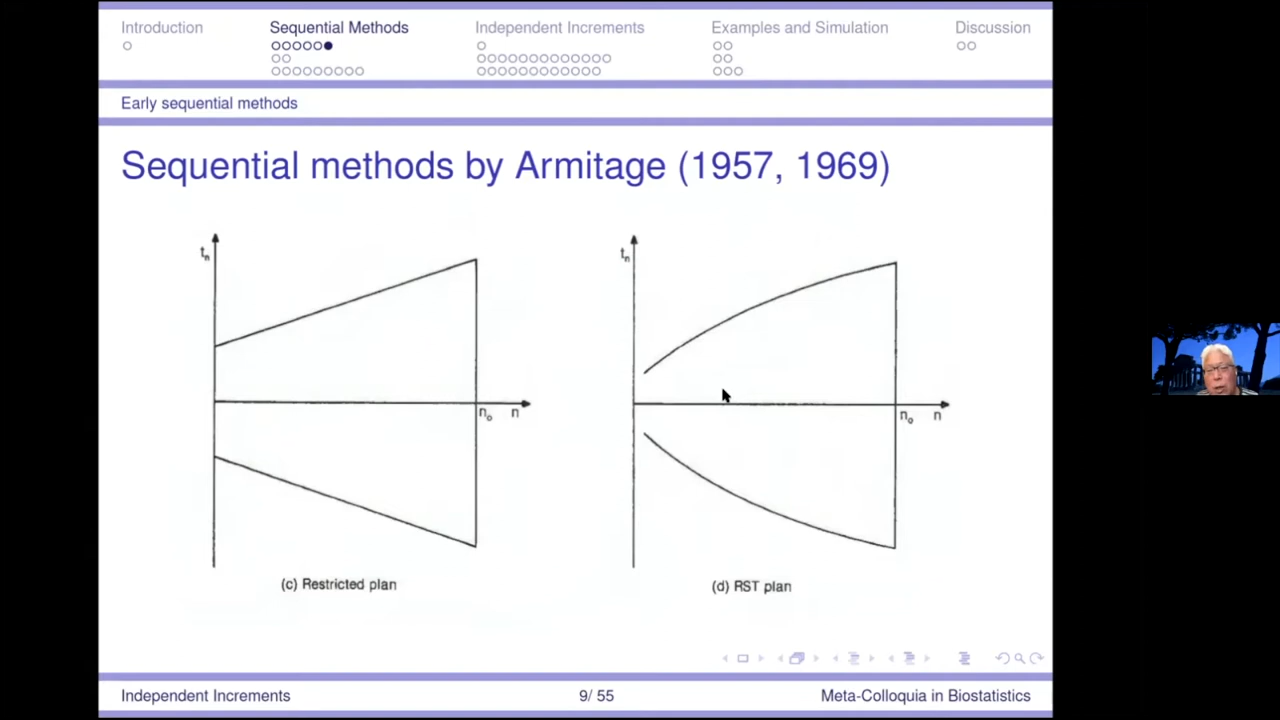 Introduction
Sequential Methods
Independent Increments
Examples and Simulation
Discussion
Early sequential methods
Sequential methods by Armitage (1957, 1969)
tn
n0 n
(c) Restricted plan
tn
n0 n
(d) RST plan
Independent Increments
9/ 55
Meta-Colloquia in Biostatistics